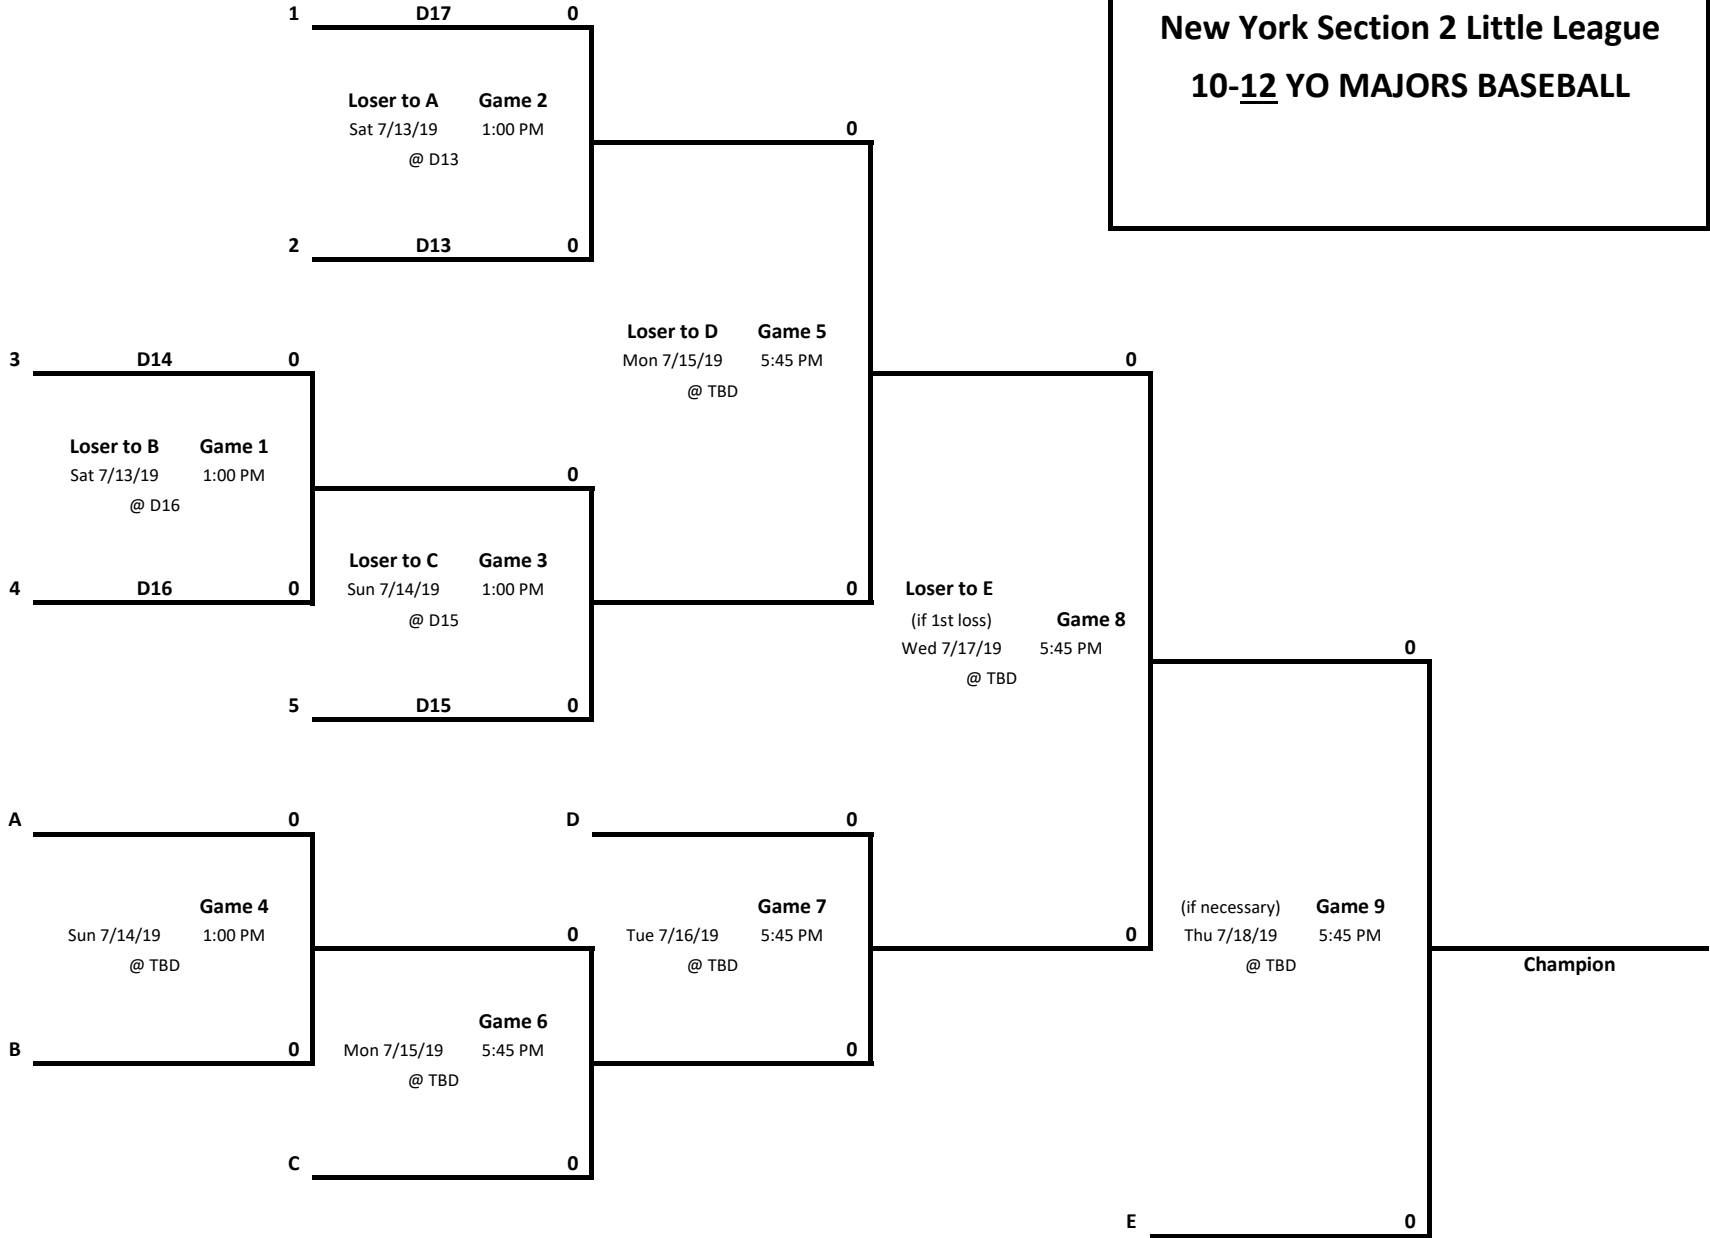 New York Section 2 Little League
10-12 YO MAJORS BASEBALL
1 D17 0
Loser to A Game 2
Sat 7/13/19 1:00 PM
@ D13
0
2 D13 0
Loser to D Game 5
Mon 7/15/19 5:45 PM
@ TBD
3 D14 0
0
Loser to B Game 1
Sat 7/13/19 1:00 PM
@ D16
0
Loser to C Game 3
Sun 7/14/19 1:00 PM
@ D15
4 D16 0
0
Loser to E
(if 1st loss) Game 8
Wed 7/17/19 5:45 PM
@ TBD
0
5 D15 0
A 0
D 0
Game 4
Sun 7/14/19 1:00 PM
@ TBD
0
Game 7
Tue 7/16/19 5:45 PM
@ TBD
0
(if necessary) Game 9
Thu 7/18/19 5:45 PM
@ TBD
Champion
Game 6
Mon 7/15/19 5:45 PM
@ TBD
B 0
0
C 0
E 0